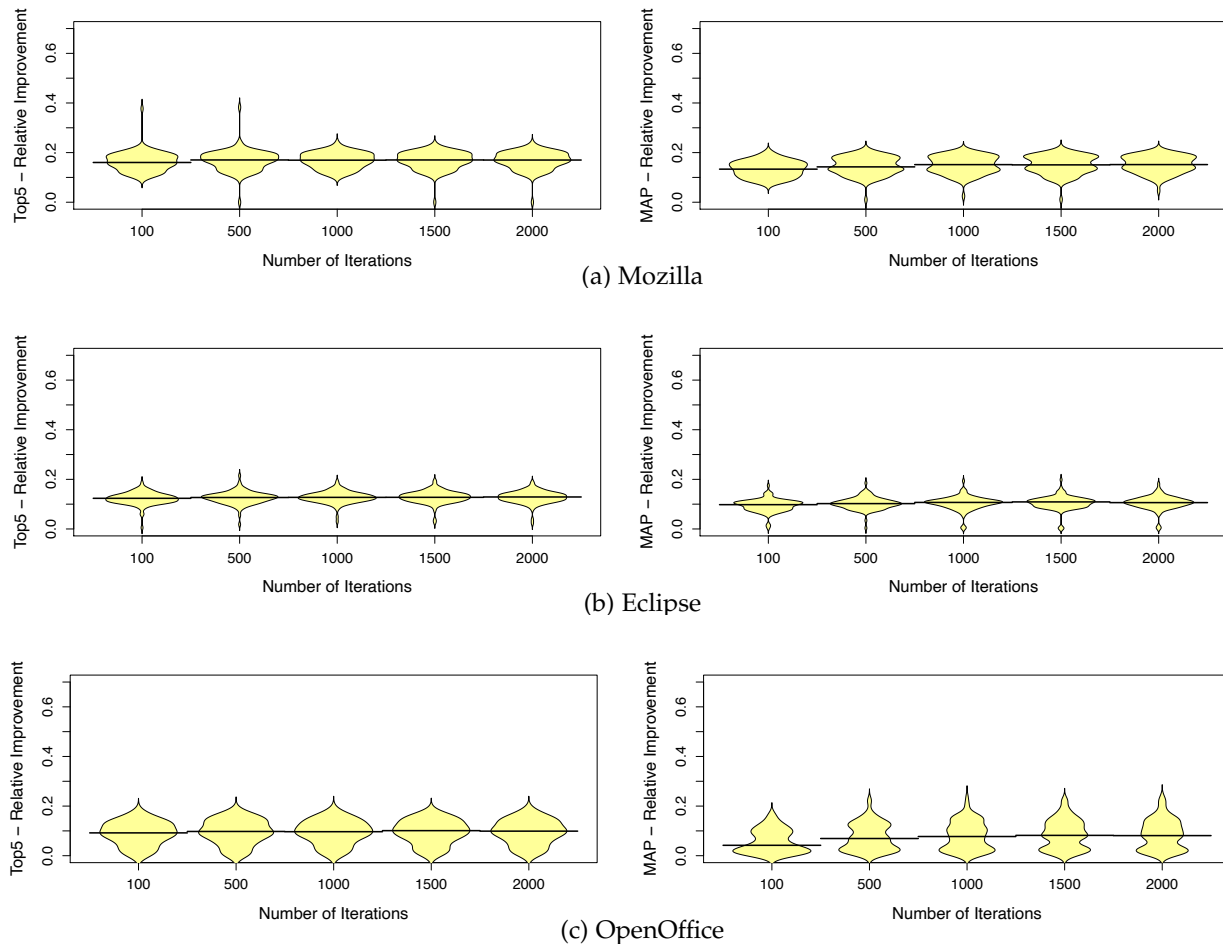 Top5 – Relative Improvement
0.0 0.2 0.4 0.6
100 500 1000 1500 2000
Number of Iterations
MAP – Relative Improvement
0.0 0.2 0.4 0.6
100 500 1000 1500 2000
Number of Iterations
(a) Mozilla
Top5 – Relative Improvement
0.0 0.2 0.4 0.6
100 500 1000 1500 2000
Number of Iterations
MAP – Relative Improvement
0.0 0.2 0.4 0.6
100 500 1000 1500 2000
Number of Iterations
(b) Eclipse
Top5 – Relative Improvement
0.0 0.2 0.4 0.6
100 500 1000 1500 2000
Number of Iterations
MAP – Relative Improvement
0.0 0.2 0.4 0.6
100 500 1000 1500 2000
Number of Iterations
(c) OpenOffice